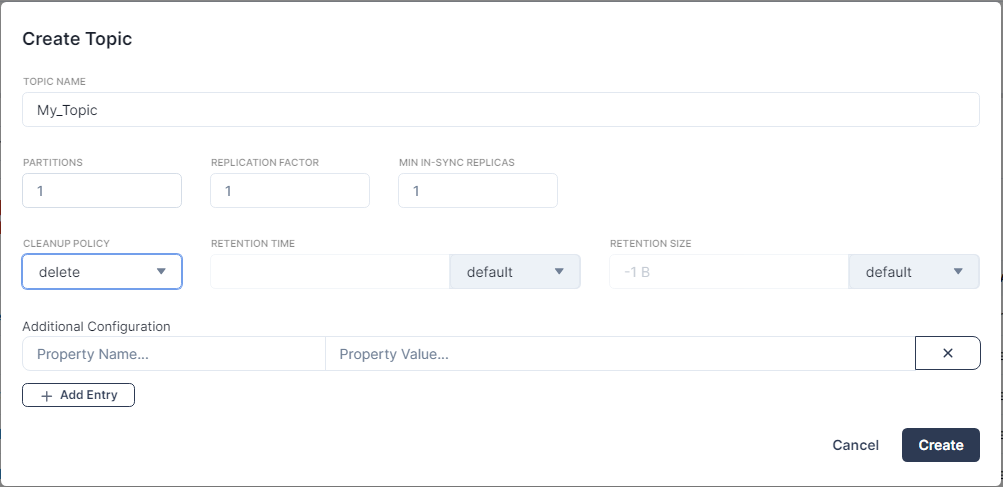 Create Topic
TOPIC NAME
My_Topic
PARTITIONS REPLICATION FACTOR MIN IN-SYNC REPLICAS
1 1 1
CLEANUP POLICY RETENTION TIME RETENTION SIZE
delete default -1 B default
Additional Configuration
Property Name... Property Value...
Add Entry
Cancel Create